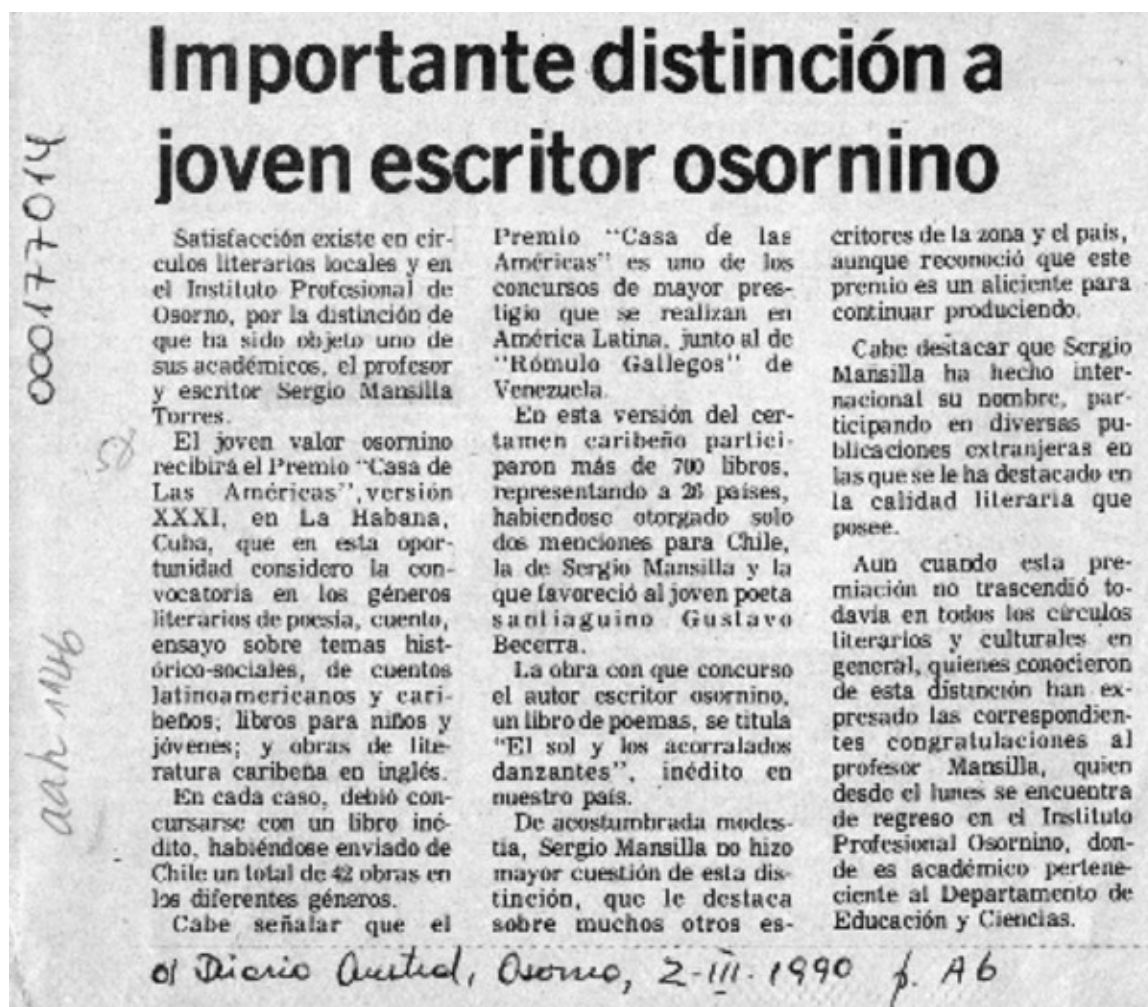 Importante distinción a
joven escritor osornino
Satisfacción existe en cír-
culos literarios locales y en
el Instituto Profesional de
Osorno, por la distinción de
que ha sido objeto uno de
sus académicos, el profesor
y escritor Sergio Mansilla
Torres.
El joven valor osornino
recibirá el Premio "Casa de
Las Américas", versión
XXXI, en La Habana,
Cuba, que en esta opor-
tunidad considero la con-
vocatoria en los géneros
literarios de poesía, cuento,
ensayo sobre temas hist-
órico-sociales, de cuentos
latinoamericanos y cari-
beños; libros para niños y
jóvenes; y obras de lite-
ratura caribeña en inglés.
En cada caso, debió con-
cursarse con un libro iné-
dito, habiéndose enviado de
Chile un total de 42 obras en
los diferentes géneros.
Cabe señalar que el
Premio "Casa de las
Américas" es uno de los
concursos de mayor pres-
tigio que se realizan en
América Latina, junto al de
"Rómulo Gallegos" de
Venezuela.
En esta versión del cer-
tamen caribeño partici-
paron más de 700 libros,
representando a 26 países,
habiendose otorgado solo
dos menciones para Chile,
la de Sergio Mansilla y la
que favoreció al joven poeta
santiaguino Gustavo
Becerra.
La obra con que concurso
el autor escritor osornino,
un libro de poemas, se titula
"El sol y los acorralados
danzantes", inédito en
nuestro país.
De acostumbrada modes-
tia, Sergio Mansilla no hizo
mayor cuestión de esta dis-
tinción, que le destaca
sobre muchos otros es-
critores de la zona y el país,
aunque reconoció que este
premio es un aliciente para
continuar produciendo.
Cabe destacar que Sergio
Mansilla ha hecho inter-
nacional su nombre, par-
ticipando en diversas pu-
blicaciones extranjeras en
las que se le ha destacado en
la calidad literaria que
posee.
Aun cuando esta pre-
miación no trascendió to-
davía en todos los círculos
literarios y culturales en
general, quienes conocieron
de esta distinción han ex-
presado las correspondien-
tes congratulaciones al
profesor Mansilla, quien
desde el lunes se encuentra
de regreso en el Instituto
Profesional Osornino, don-
de es académico pertene-
ciente al Departamento de
Educación y Ciencias.
el Diario Austral, Osorno, 2-III-1990 p. A6
000177014
aah 1146